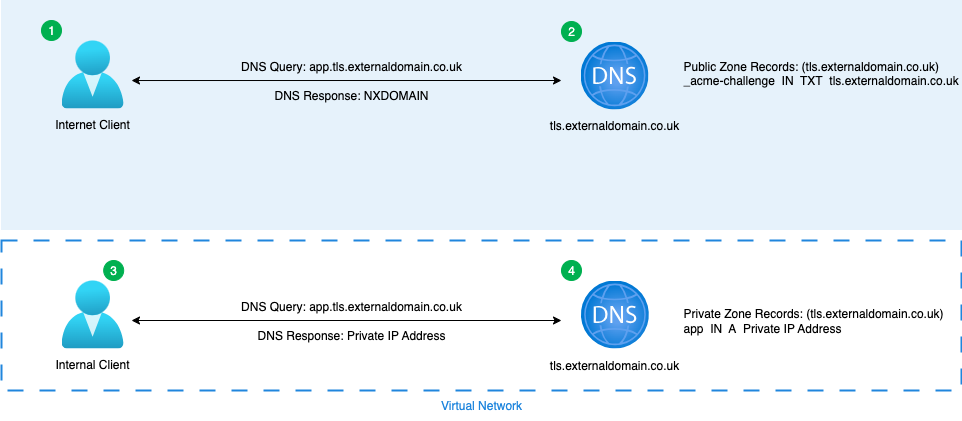 1
2
DNS Query: app.tls.externaldomain.co.uk
DNS
Public Zone Records: (tls.externaldomain.co.uk)
_acme-challenge IN TXT tls.externaldomain.co.uk
DNS Response: NXDOMAIN
Internet Client
tls.externaldomain.co.uk
3
4
DNS Query: app.tls.externaldomain.co.uk
DNS
Private Zone Records: (tls.externaldomain.co.uk)
app IN A Private IP Address
DNS Response: Private IP Address
Internal Client
tls.externaldomain.co.uk
Virtual Network